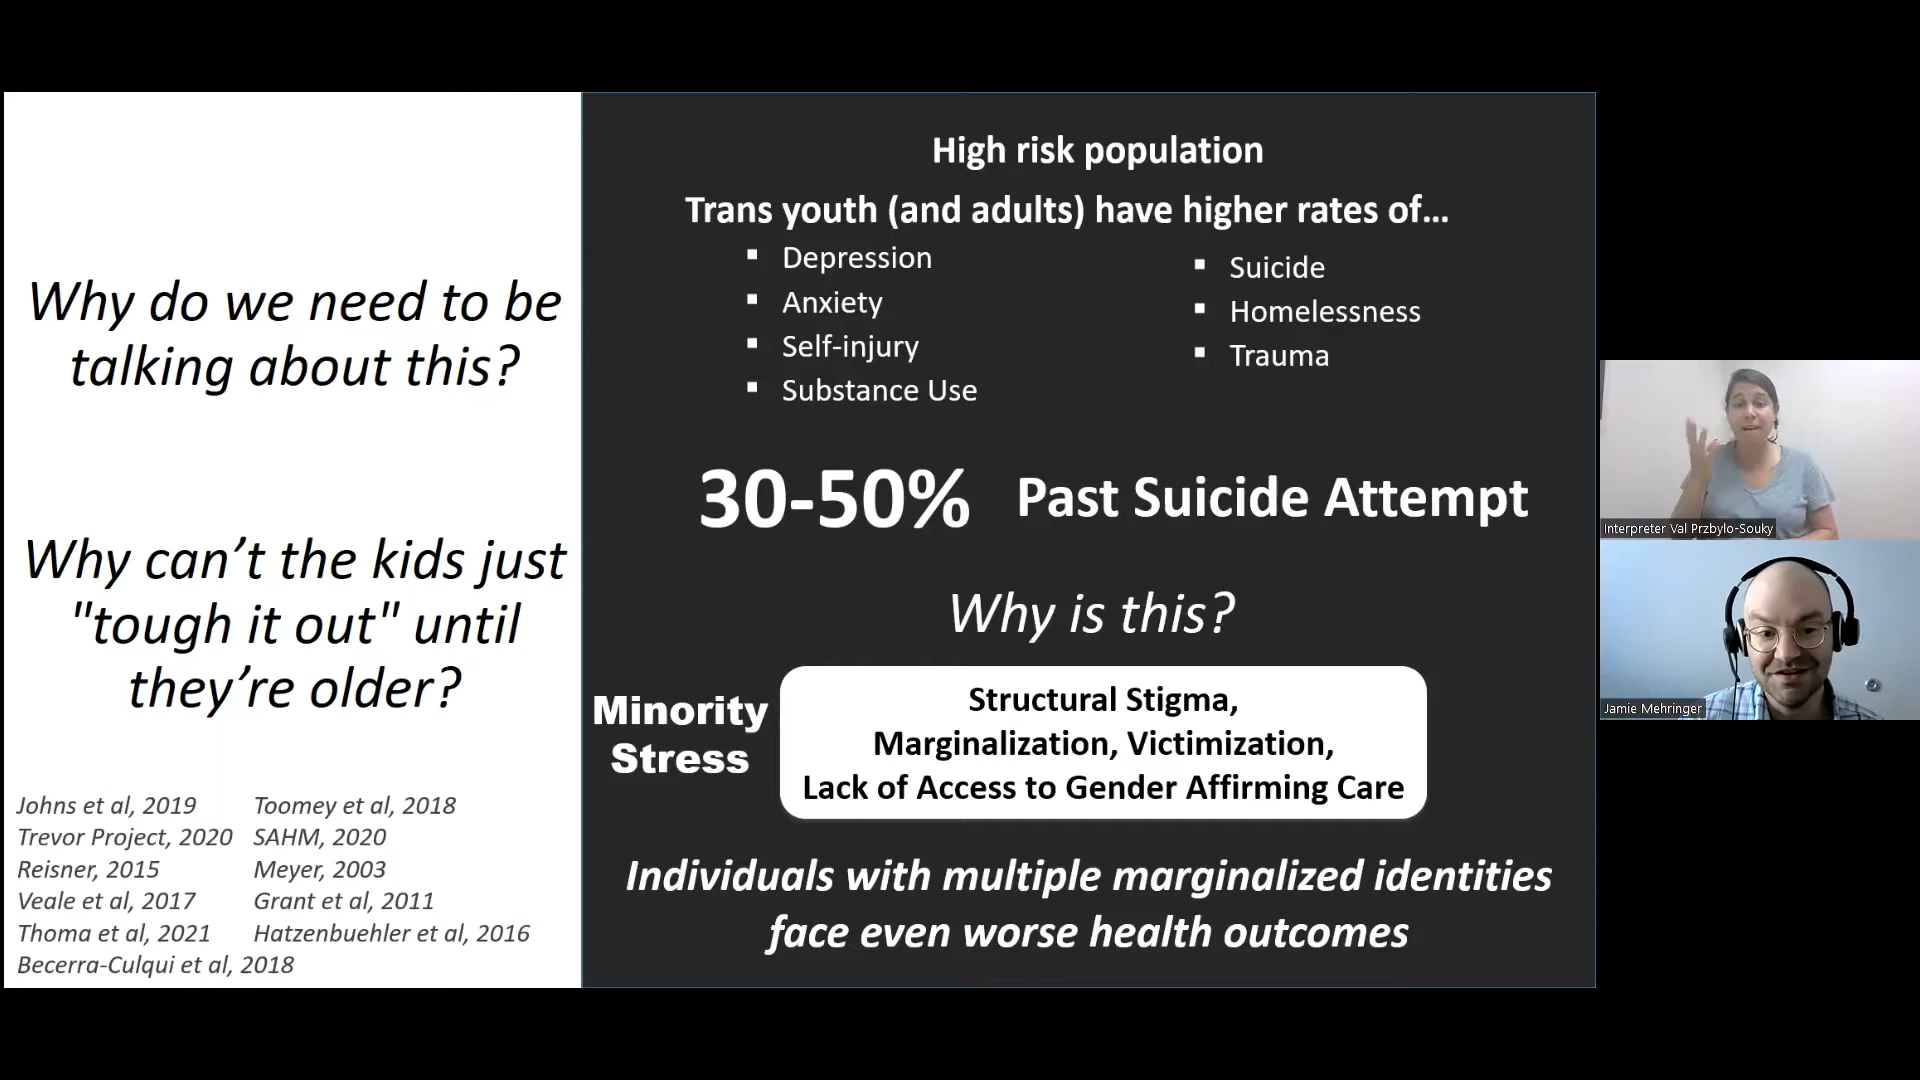 Why do we need to be
talking about this?
Why can’t the kids just
"tough it out" until
they’re older?
Johns et al, 2019
Trevor Project, 2020
Reisner, 2015
Veale et al, 2017
Thoma et al, 2021
Becerra-Culqui et al, 2018
Toomey et al, 2018
SAHM, 2020
Meyer, 2003
Grant et al, 2011
Hatzenbuehler et al, 2016
High risk population
Trans youth (and adults) have higher rates of...
▪ Depression
▪ Anxiety
▪ Self-injury
▪ Substance Use
▪ Suicide
▪ Homelessness
▪ Trauma
30-50% Past Suicide Attempt
Why is this?
Minority
Stress
Structural Stigma,
Marginalization, Victimization,
Lack of Access to Gender Affirming Care
Individuals with multiple marginalized identities
face even worse health outcomes
Interpreter Val Przbylo-Souky
Jamie Mehringer